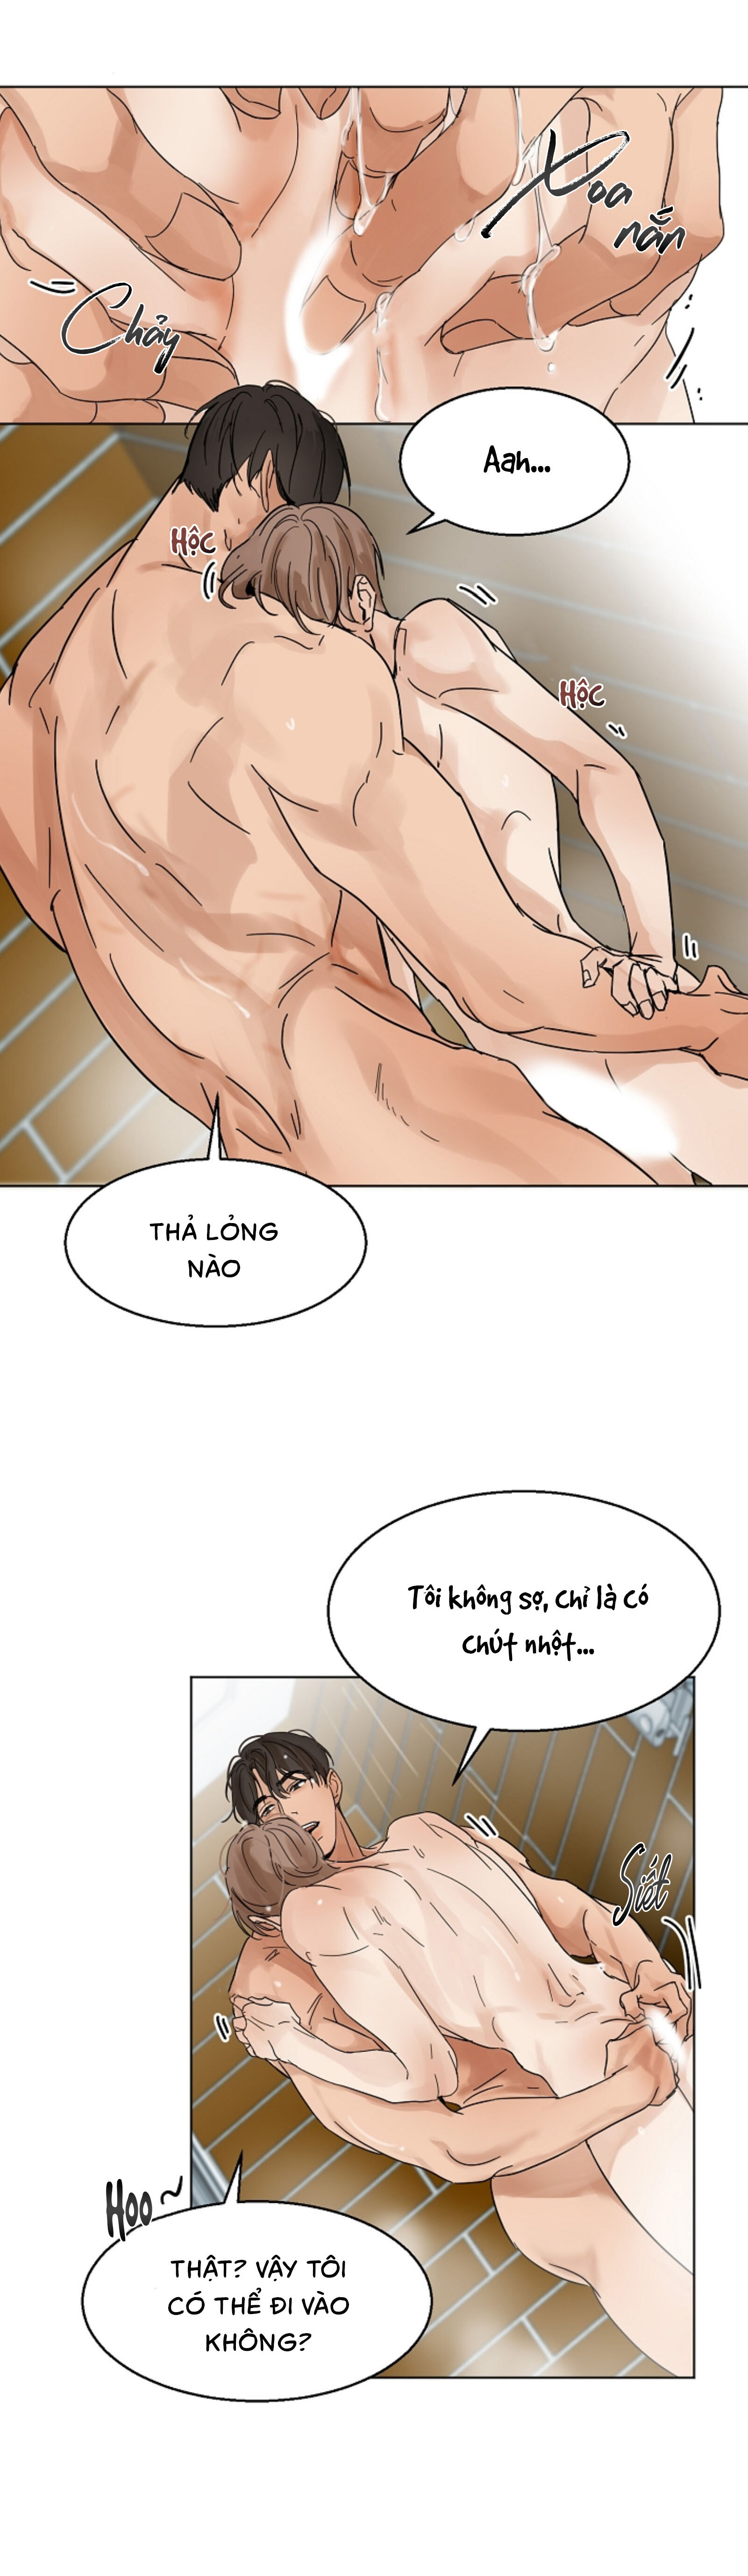 Xoa
nắn
Chảy
Aah...
Hộc
Hộc
THẢ LỎNG
NÀO
Tôi không sợ, chỉ là có
chút nhột...
Siết
Hoo~
THẬT? VẬY TÔI
CÓ THỂ ĐI VÀO
KHÔNG?